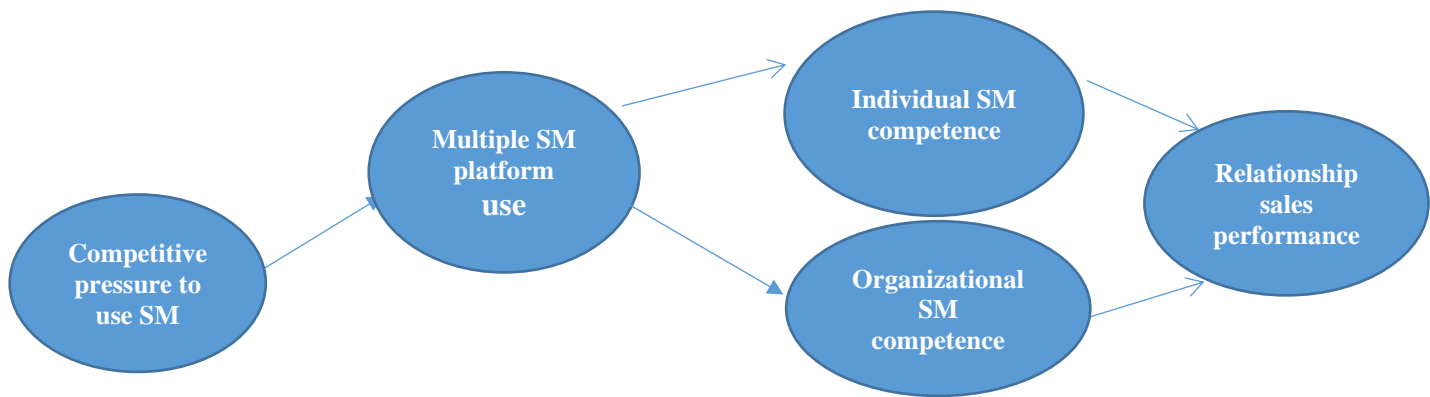 Competitive
pressure to
use SM
Multiple SM
platform
use
Individual SM
competence
Organizational
SM
competence
Relationship
sales
performance